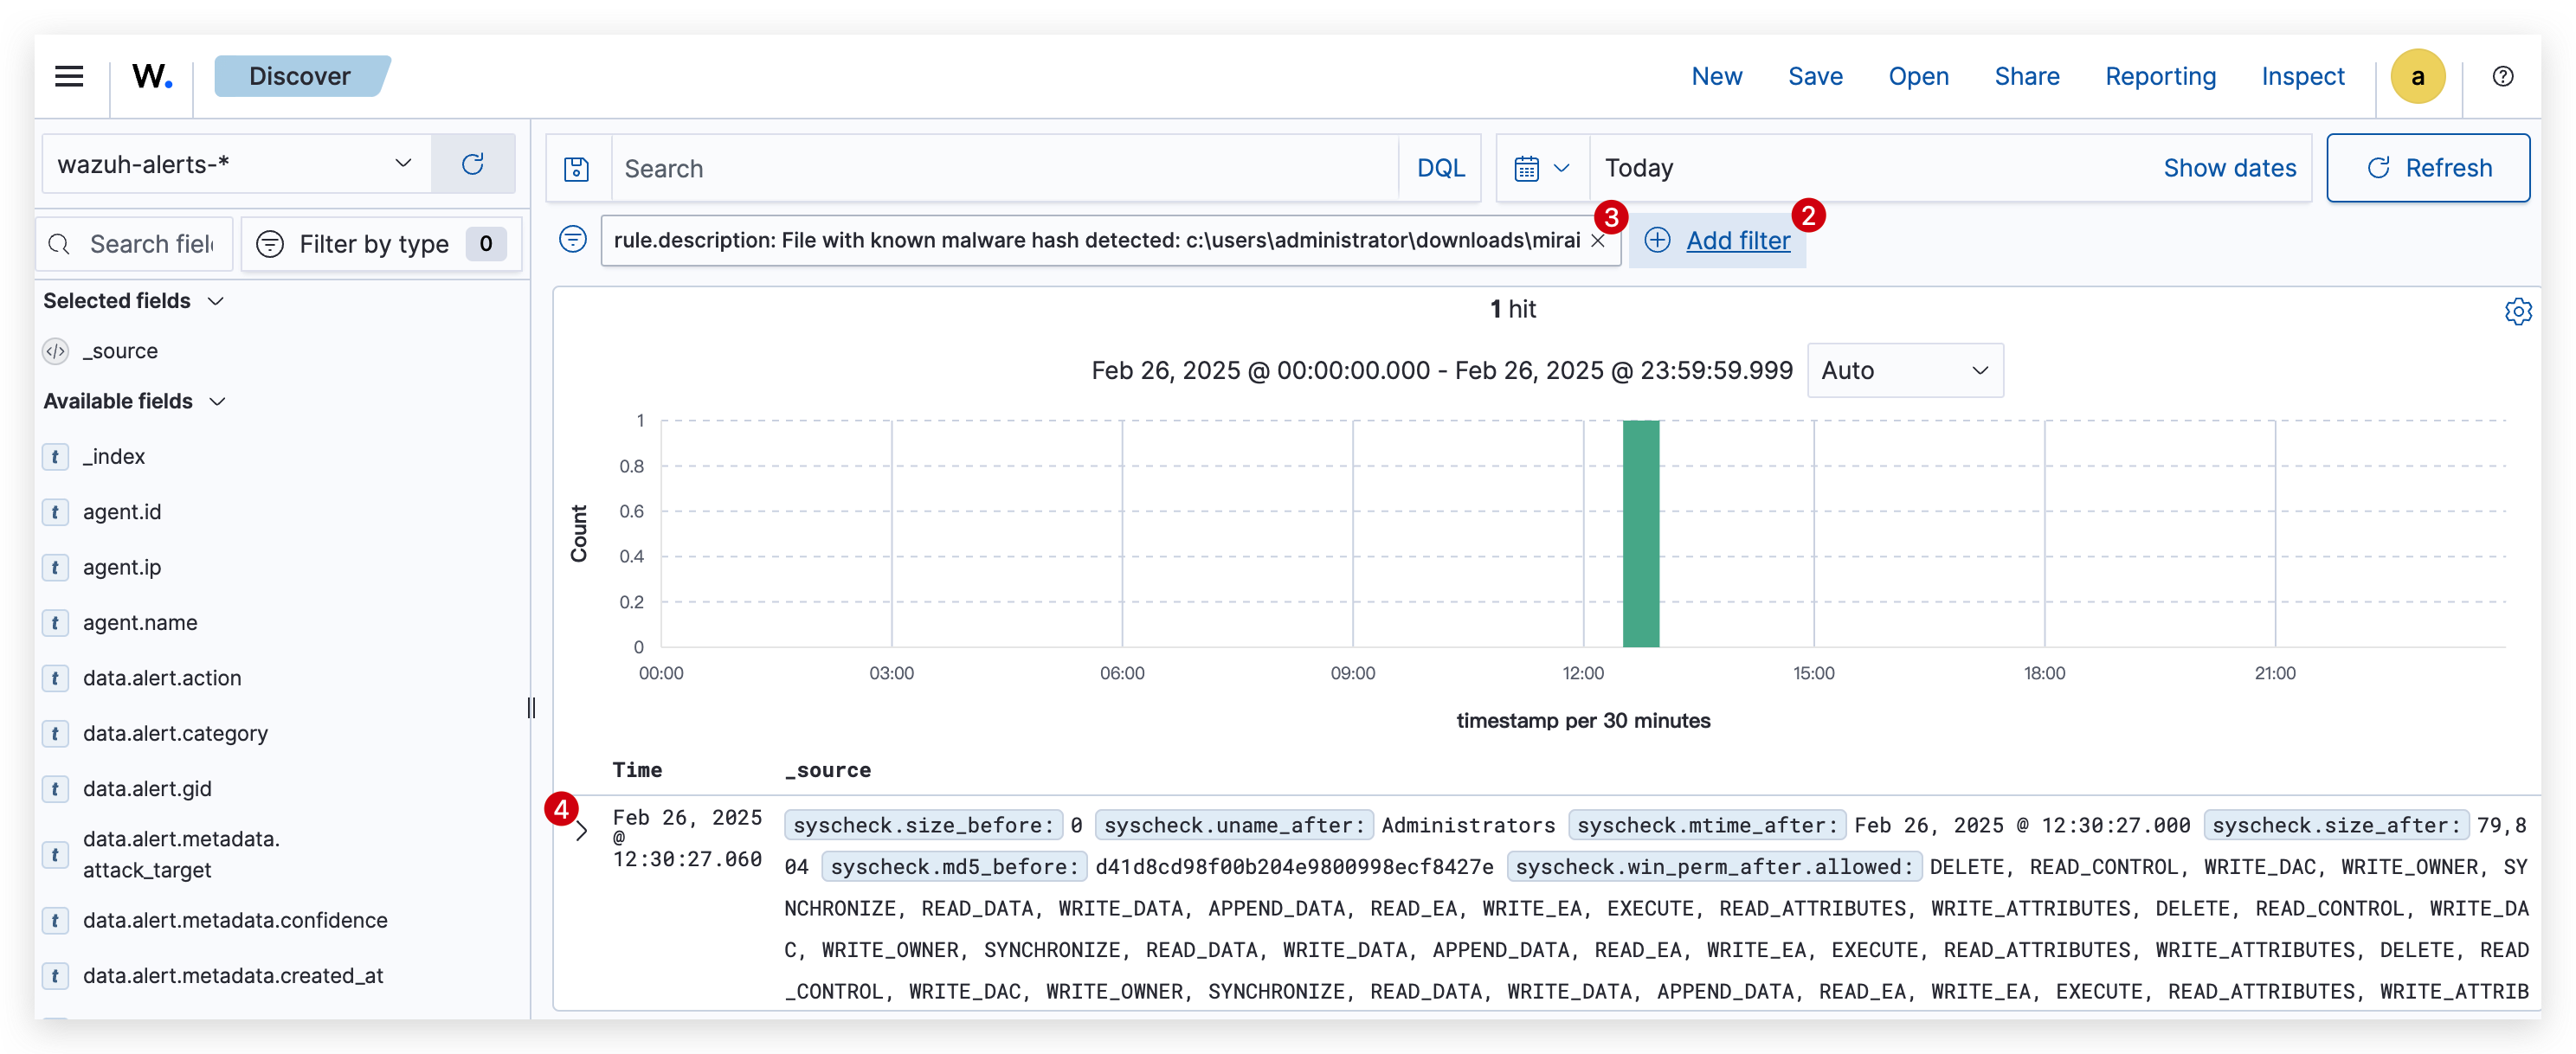 W. Discover New Save Open Share Reporting Inspect a
wazuh-alerts-* Search DQL Today Show dates Refresh
Filter by type 0 rule.description: File with known malware hash detected: c:\users\administrator\downloads\mirai × 3 Add filter 2
Selected fields
_source
Available fields
_index
agent.id
agent.ip
agent.name
data.alert.action
data.alert.category
data.alert.gid
data.alert.metadata.
attack_target
data.alert.metadata.confidence
data.alert.metadata.created_at
1 hit
Feb 26, 2025 @ 00:00:00.000 - Feb 26, 2025 @ 23:59:59.999 Auto
Count
1
0.8
0.6
0.4
0.2
0
00:00 03:00 06:00 09:00 12:00 15:00 18:00 21:00
timestamp per 30 minutes
Time _source
4
Feb 26, 2025
@
12:30:27.060
syscheck.size_before: 0 syscheck.uname_after: Administrators syscheck.mtime_after: Feb 26, 2025 @ 12:30:27.000 syscheck.size_after: 79,8
04 syscheck.md5_before: d41d8cd98f00b204e9800998ecf8427e syscheck.win_perm_after.allowed: DELETE, READ_CONTROL, WRITE_DAC, WRITE_OWNER, SY
NCHRONIZE, READ_DATA, WRITE_DATA, APPEND_DATA, READ_EA, WRITE_EA, EXECUTE, READ_ATTRIBUTES, WRITE_ATTRIBUTES, DELETE, READ_CONTROL, WRITE_DA
C, WRITE_OWNER, SYNCHRONIZE, READ_DATA, WRITE_DATA, APPEND_DATA, READ_EA, WRITE_EA, EXECUTE, READ_ATTRIBUTES, WRITE_ATTRIBUTES, DELETE, READ
_CONTROL, WRITE_DAC, WRITE_OWNER, SYNCHRONIZE, READ_DATA, WRITE_DATA, APPEND_DATA, READ_EA, WRITE_EA, EXECUTE, READ_ATTRIBUTES, WRITE_ATTRIB